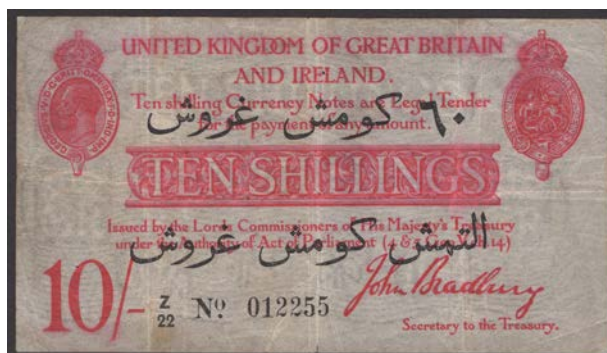 UNITED KINGDOM OF GREAT BRITAIN
AND IRELAND.
Ten shilling Currency Notes are Legal Tender
for the payment of any amount.
٦٠ كومش غروش
TEN SHILLINGS
Issued by the Lords Commissioners of His Majesty's Treasury
under the Authority of Act of Parliament (4 & 5 Geo. V. Ch. 14)
التمش كومش غروش
10/- Z/22 Nº 012255
John Bradbury
Secretary to the Treasury.